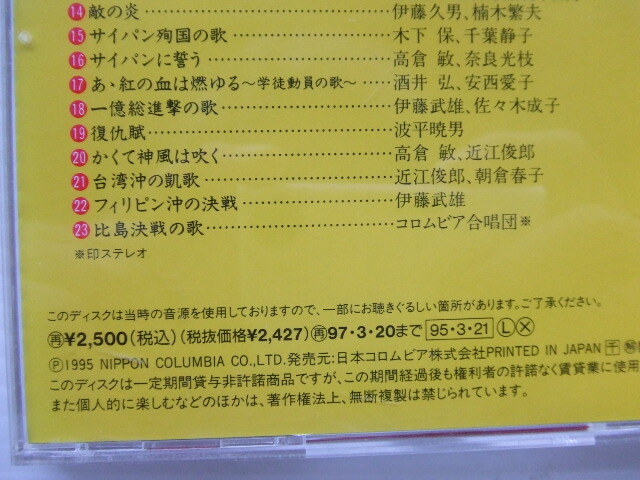 ⑭敵の炎……………………………伊藤久男、楠木繁夫
⑮サイパン殉国の歌………………木下 保、千葉静子
⑯サイパンに誓う…………………高倉 敏、奈良光枝
⑰あゝ紅の血は燃ゆる〜学徒動員の歌〜……酒井 弘、安西愛子
⑱一億総進撃の歌…………………伊藤武雄、佐々木成子
⑲復仇賦……………………………波平暁男
⑳かくて神風は吹く………………高倉 敏、近江俊郎
㉑台湾沖の凱歌……………………近江俊郎、朝倉春子
㉒フィリピン沖の決戦……………伊藤武雄
㉓比島決戦の歌……………………コロムビア合唱団※
※印ステレオ
このディスクは当時の音源を使用しておりますので、一部にお聴きぐるしい箇所があります。ご了承ください。
㊢¥2,500(税込)(税抜価格¥2,427)㊢97・3・20まで 95・3・21 Ⓛ Ⓧ
Ⓟ1995 NIPPON COLUMBIA CO.,LTD.発売元:日本コロムビア株式会社PRINTED IN JAPAN
このディスクは一定期間貸与非許諾商品ですが、この期間経過後も権利者の許諾なく賃貸業に使用
また個人的に楽しむなどのほかは、著作権法上、無断複製は禁じられています。